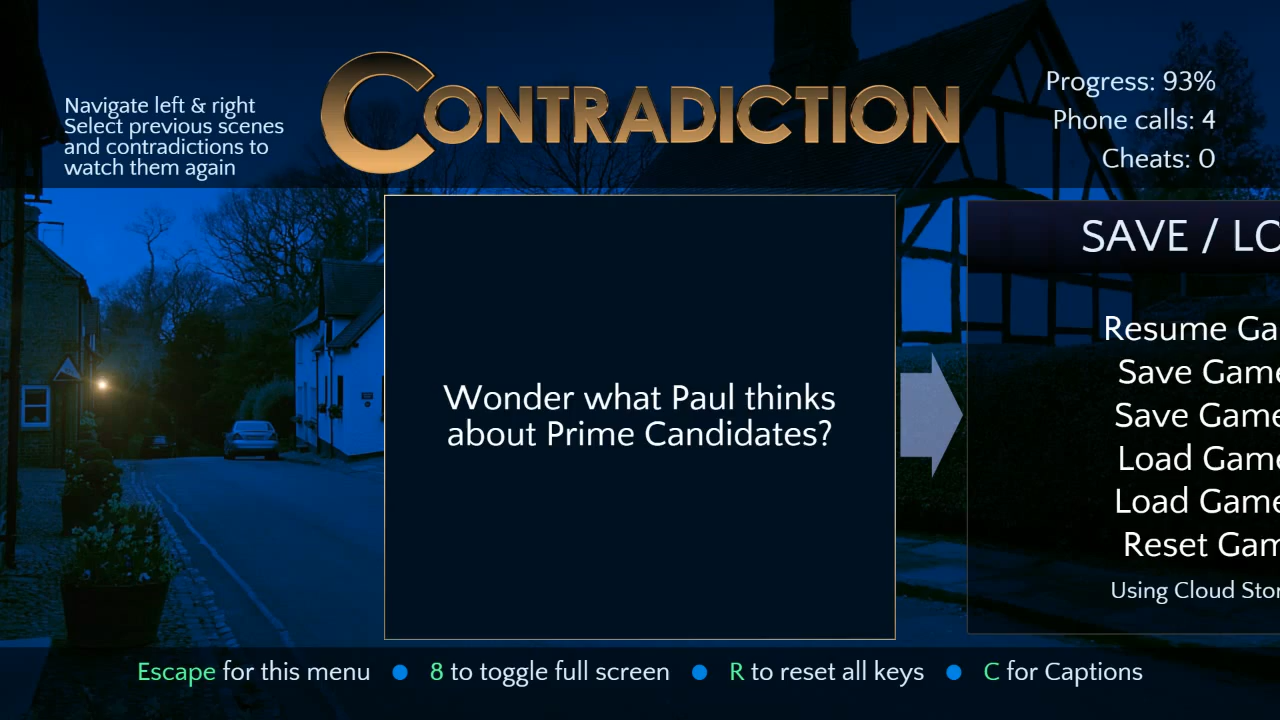 Navigate left & right
Select previous scenes
and contradictions to
watch them again
CONTRADICTION
Progress: 93%
Phone calls: 4
Cheats: 0
Wonder what Paul thinks
about Prime Candidates?
SAVE / LO
Resume Ga
Save Game
Save Game
Load Game
Load Game
Reset Gam
Using Cloud Stor
Escape for this menu
8 to toggle full screen
R to reset all keys
C for Captions